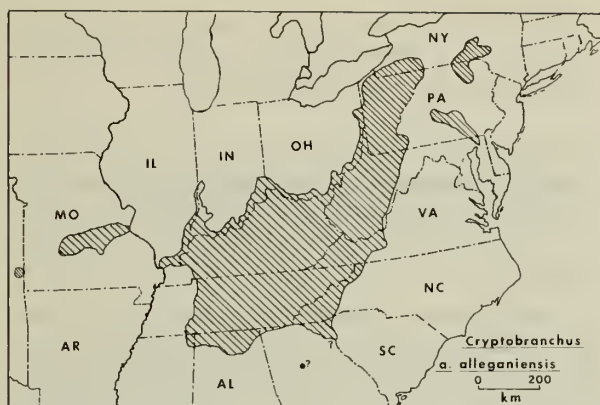 NY
PA
OH
IN
IL
MO
VA
NC
AR
AL
SC
?
?
Cryptobranchus
a. alleganiensis
0 200
km